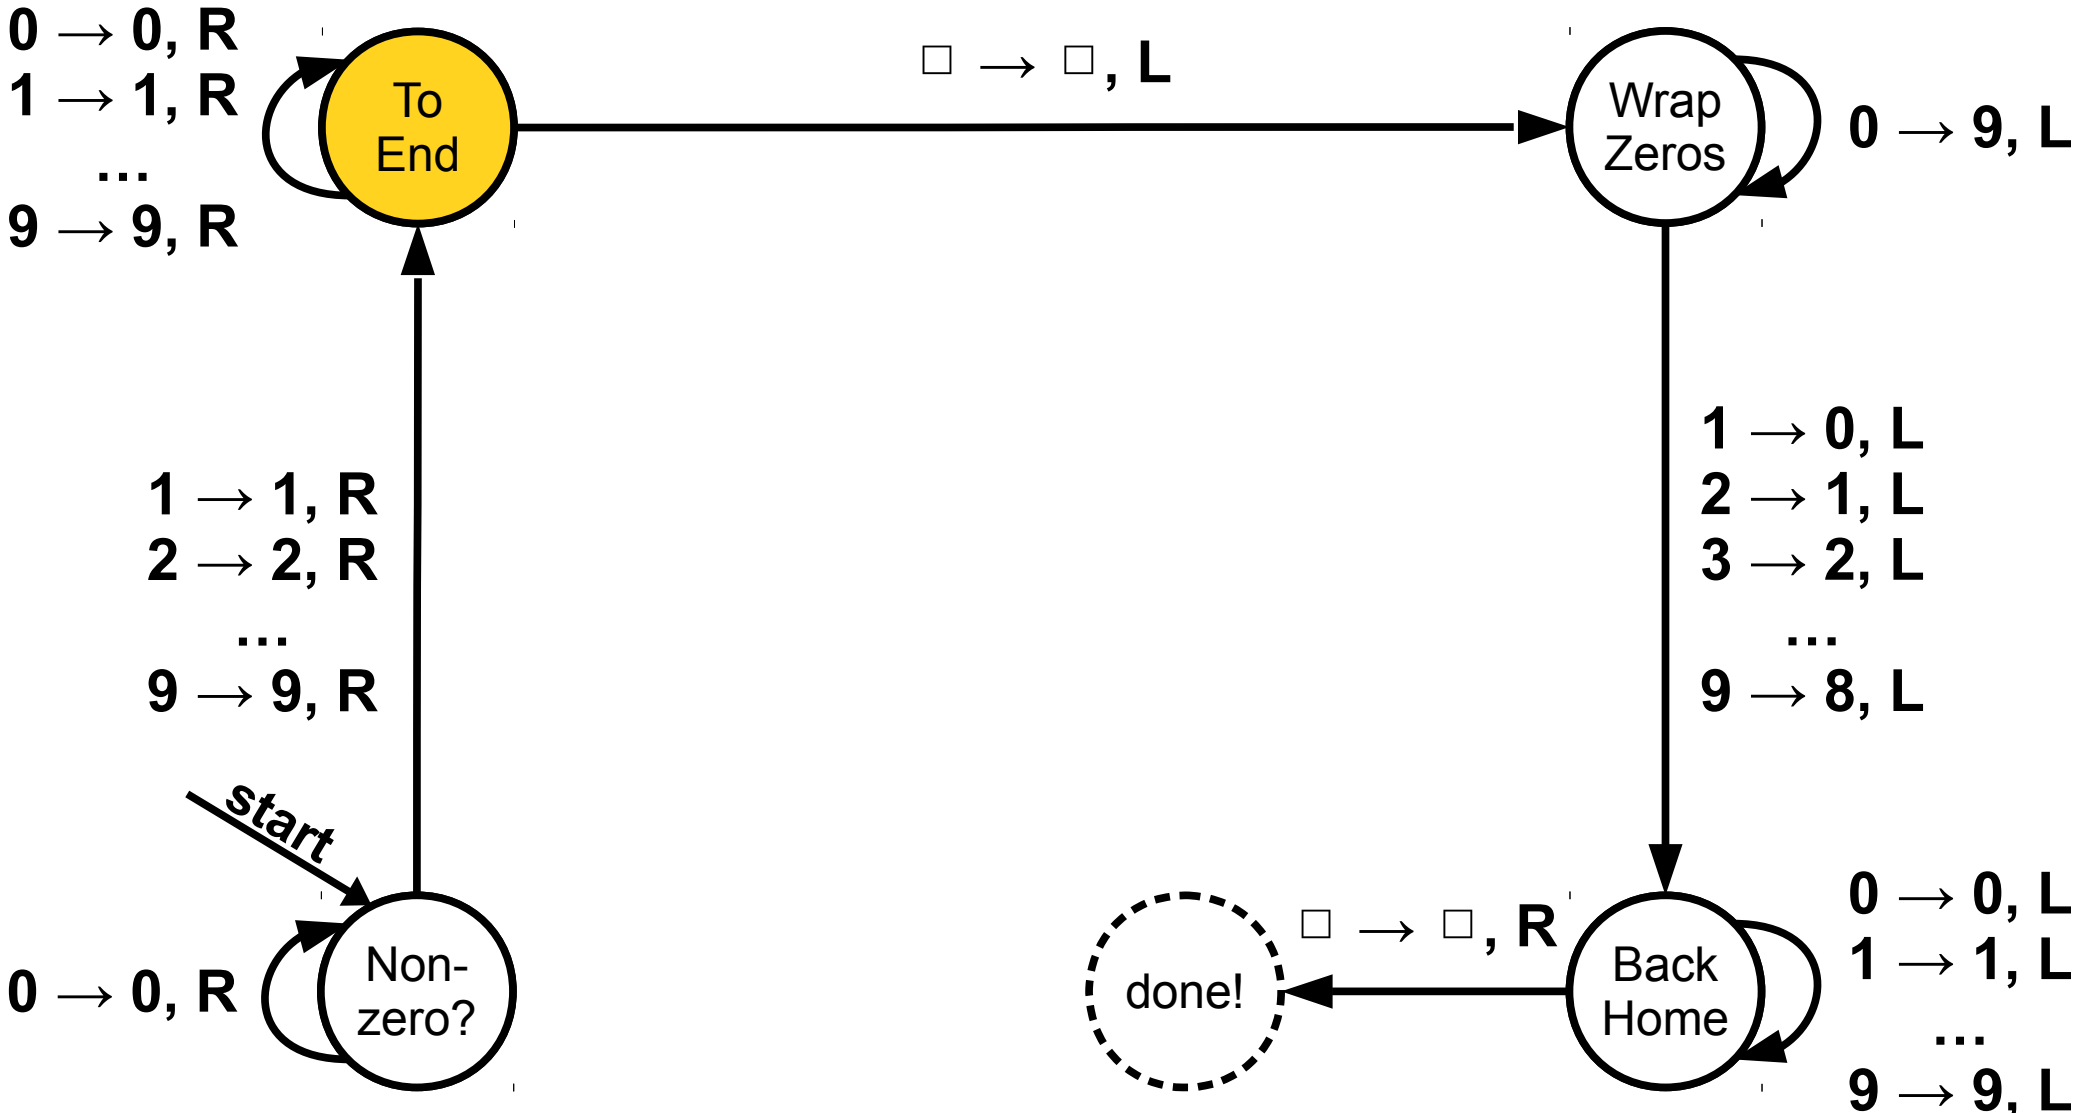 0 → 0, R
1 → 1, R
…
9 → 9, R
To
End
□ → □, L
Wrap
Zeros
0 → 9, L
1 → 1, R
2 → 2, R
…
9 → 9, R
1 → 0, L
2 → 1, L
3 → 2, L
…
9 → 8, L
start
0 → 0, R
Non-
zero?
done!
□ → □, R
Back
Home
0 → 0, L
1 → 1, L
…
9 → 9, L